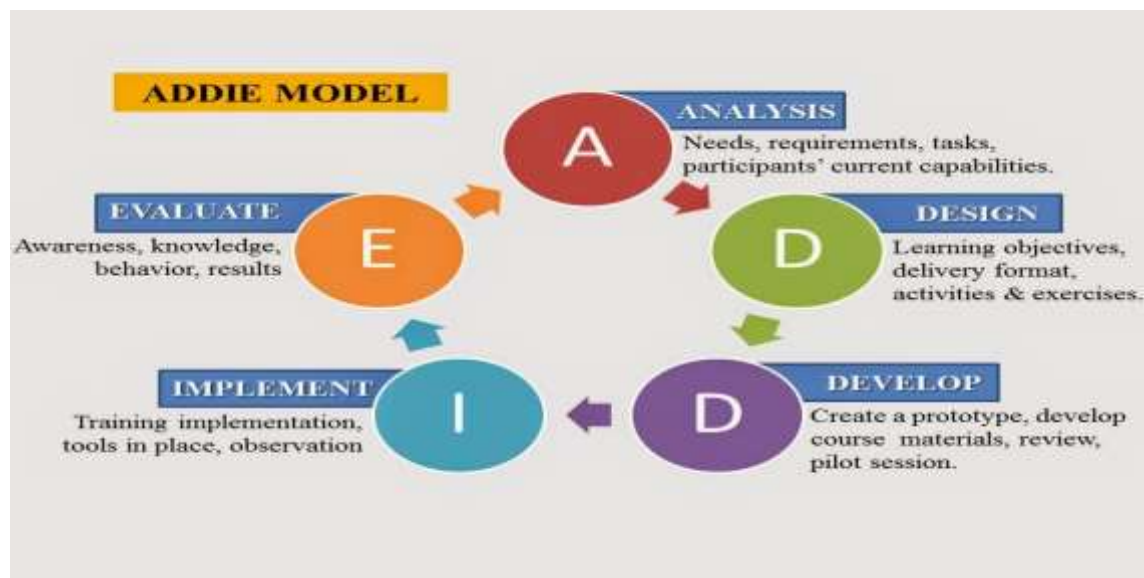 ADDIE MODEL
A
ANALYSIS
Needs, requirements, tasks,
participants’ current capabilities.
D
DESIGN
Learning objectives,
delivery format,
activities & exercises.
D
DEVELOP
Create a prototype, develop
course materials, review,
pilot session.
I
IMPLEMENT
Training implementation,
tools in place, observation
E
EVALUATE
Awareness, knowledge,
behavior, results